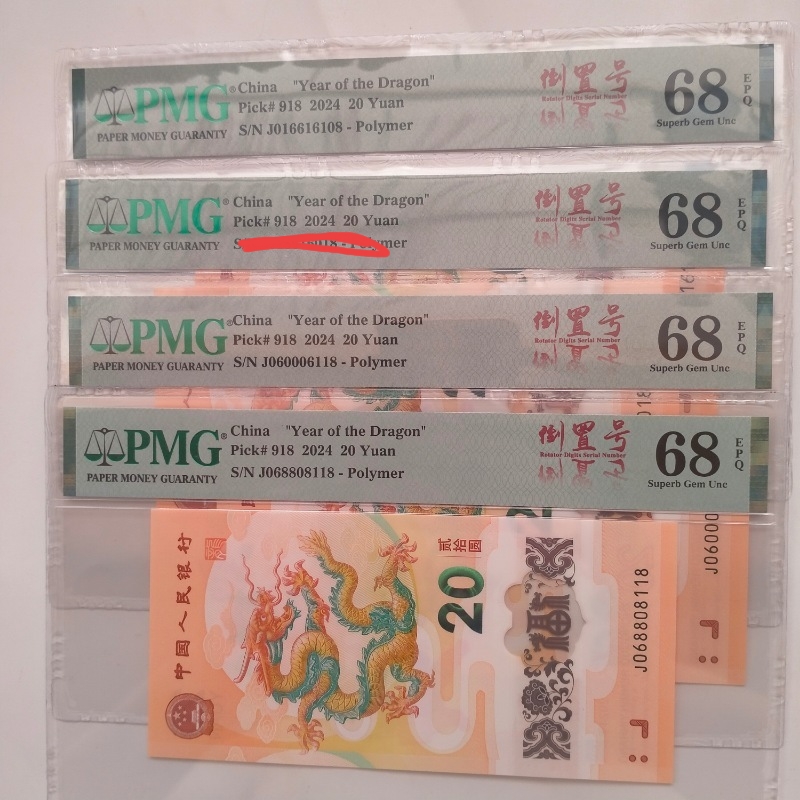 PMG® China "Year of the Dragon" 倒置号 68 EPQ
Pick# 918 2024 20 Yuan Rotator Digits Serial Number
PAPER MONEY GUARANTY S/N J016616108 - Polymer Superb Gem Unc
PMG® China "Year of the Dragon" 倒置号 68 EPQ
Pick# 918 2024 20 Yuan Rotator Digits Serial Number
PAPER MONEY GUARANTY Superb Gem Unc
PMG® China "Year of the Dragon" 倒置号 68 EPQ
Pick# 918 2024 20 Yuan Rotator Digits Serial Number
PAPER MONEY GUARANTY S/N J060006118 - Polymer Superb Gem Unc
PMG® China "Year of the Dragon" 倒置号 68 EPQ
Pick# 918 2024 20 Yuan Rotator Digits Serial Number
PAPER MONEY GUARANTY S/N J068808118 - Polymer Superb Gem Unc
中国人民银行
贰拾圆
20
福
J068808118
J0600